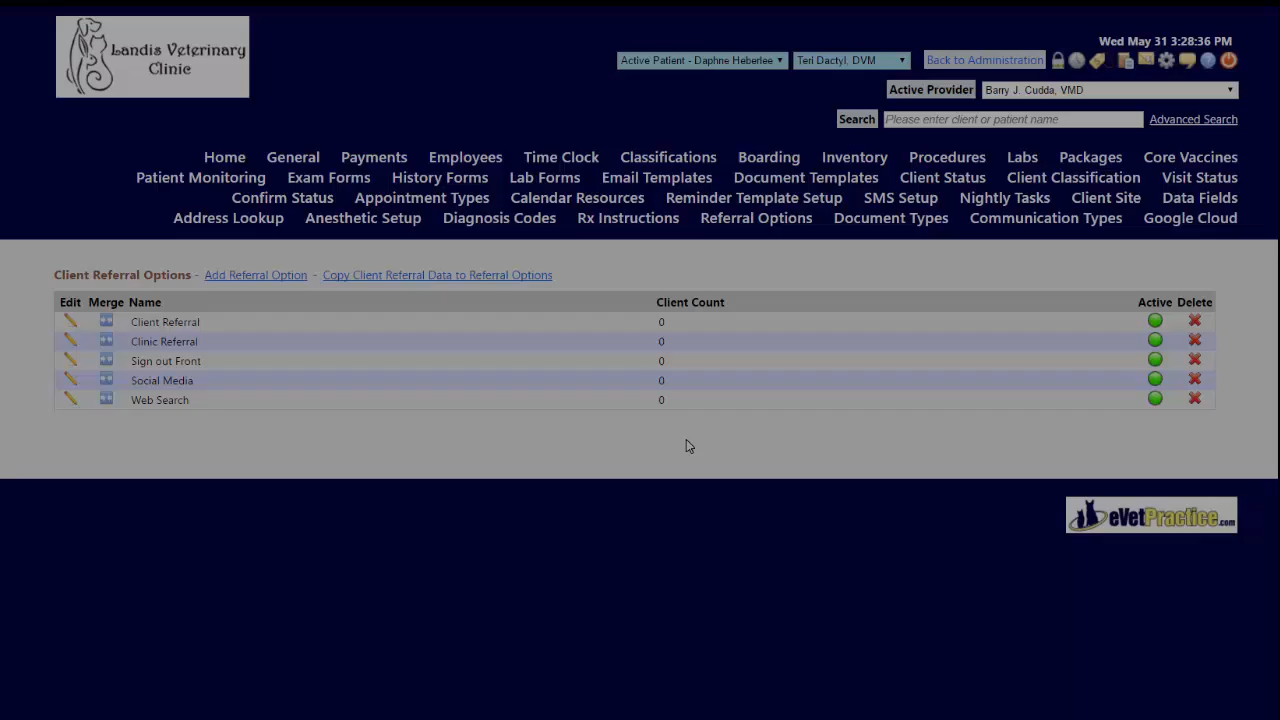 Landis Veterinary
Clinic
Wed May 31 3:28:36 PM
Active Patient - Daphne Heberlee Teri Dactyl, DVM Back to Administration
Active Provider Barry J. Cudda, VMD
Search Please enter client or patient name Advanced Search
Home General Payments Employees Time Clock Classifications Boarding Inventory Procedures Labs Packages Core Vaccines
Patient Monitoring Exam Forms History Forms Lab Forms Email Templates Document Templates Client Status Client Classification Visit Status
Confirm Status Appointment Types Calendar Resources Reminder Template Setup SMS Setup Nightly Tasks Client Site Data Fields
Address Lookup Anesthetic Setup Diagnosis Codes Rx Instructions Referral Options Document Types Communication Types Google Cloud
Client Referral Options - Add Referral Option - Copy Client Referral Data to Referral Options
Edit Merge Name Client Count Active Delete
Client Referral 0
Clinic Referral 0
Sign out Front 0
Social Media 0
Web Search 0
eVetPractice.com